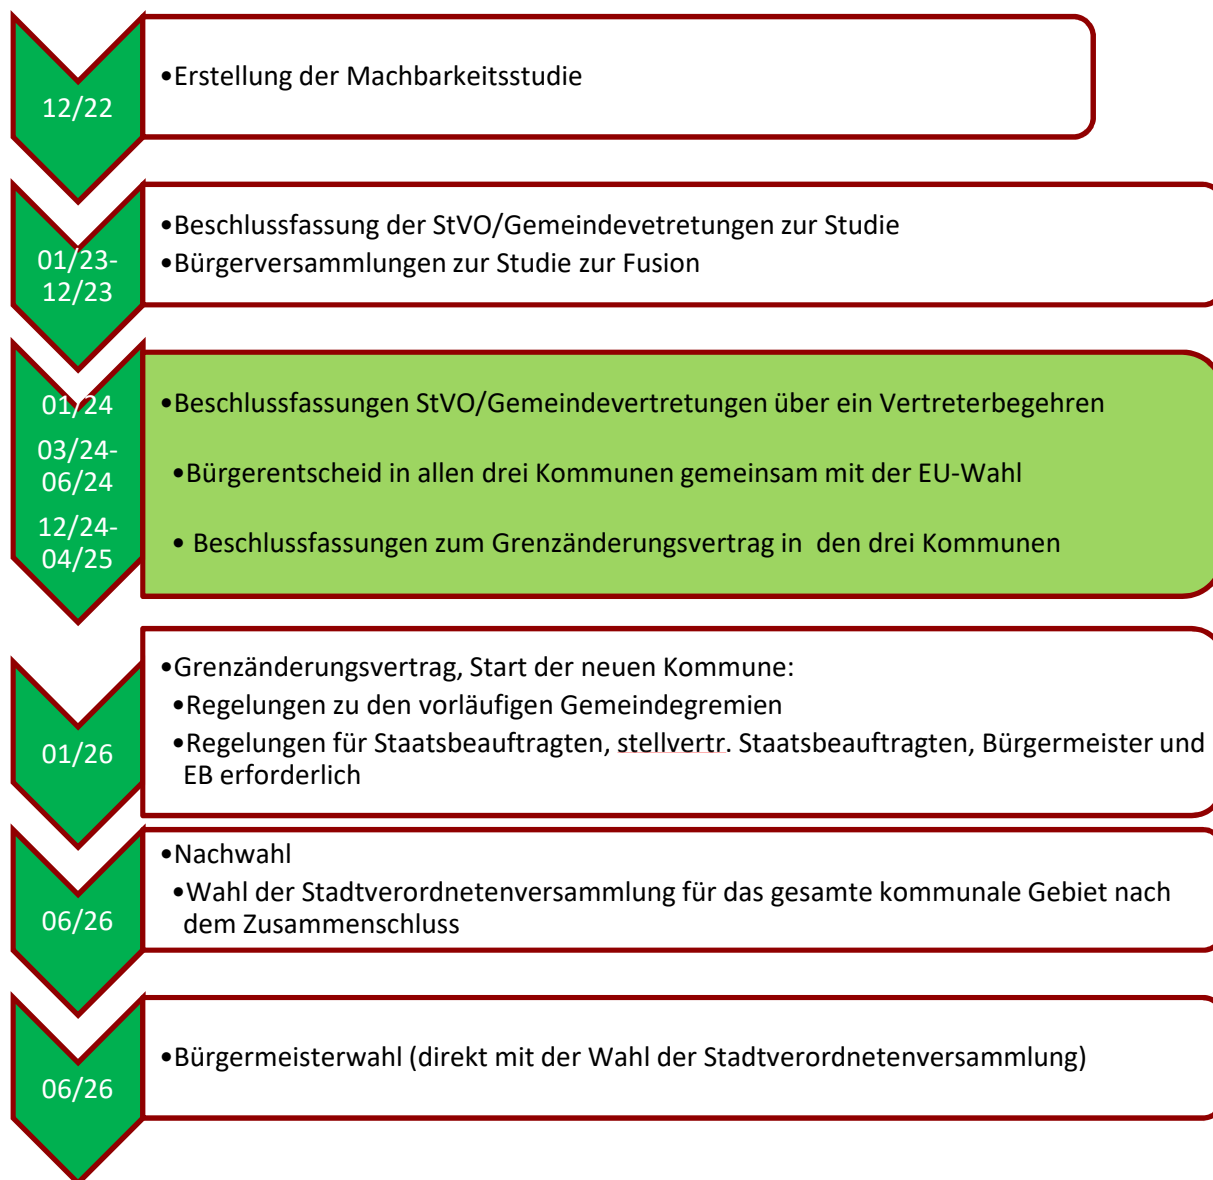 12/22
•Erstellung der Machbarkeitsstudie
01/23-
12/23
•Beschlussfassung der StVO/Gemeindevetretungen zur Studie
•Bürgerversammlungen zur Studie zur Fusion
01/24
•Beschlussfassungen StVO/Gemeindevertretungen über ein Vertreterbegehren
03/24-
06/24
•Bürgerentscheid in allen drei Kommunen gemeinsam mit der EU-Wahl
12/24-
04/25
• Beschlussfassungen zum Grenzänderungsvertrag in den drei Kommunen
01/26
•Grenzänderungsvertrag, Start der neuen Kommune:
•Regelungen zu den vorläufigen Gemeindegremien
•Regelungen für Staatsbeauftragten, stellvertr. Staatsbeauftragten, Bürgermeister und
EB erforderlich
06/26
•Nachwahl
•Wahl der Stadtverordnetenversammlung für das gesamte kommunale Gebiet nach
dem Zusammenschluss
06/26
•Bürgermeisterwahl (direkt mit der Wahl der Stadtverordnetenversammlung)